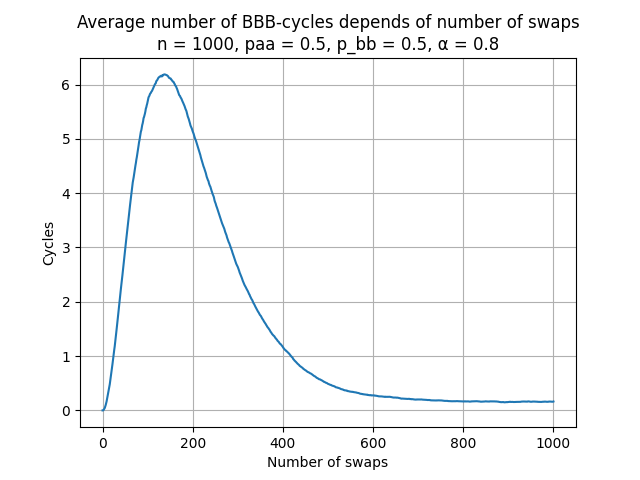 Average number of BBB-cycles depends of number of swaps
n = 1000, paa = 0.5, p_bb = 0.5, α = 0.8
6
5
4
3
2
1
0
Cycles
0 200 400 600 800 1000
Number of swaps